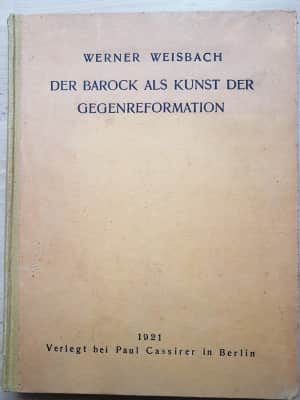 WERNER WEISBACH
DER BAROCK ALS KUNST DER
GEGENREFORMATION
1921
Verlegt bei Paul Cassirer in Berlin